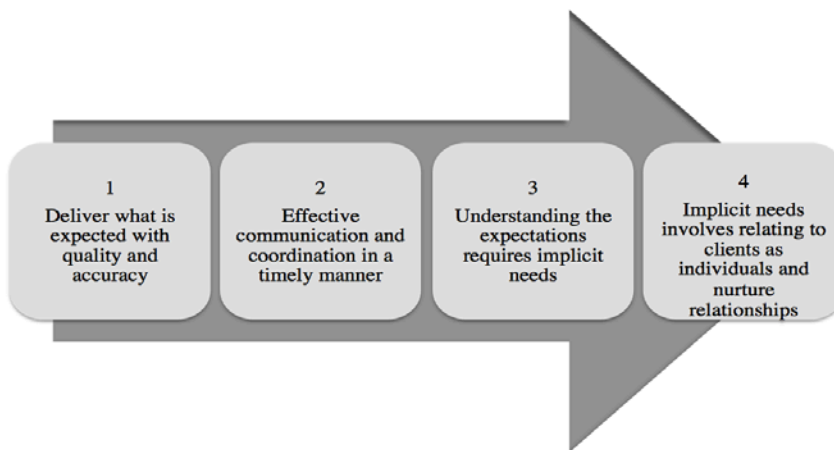 1
Deliver what is
expected with
quality and
accuracy
2
Effective
communication and
coordination in a
timely manner
3
Understanding the
expectations
requires implicit
needs
4
Implicit needs
involves relating to
clients as
individuals and
nurture
relationships